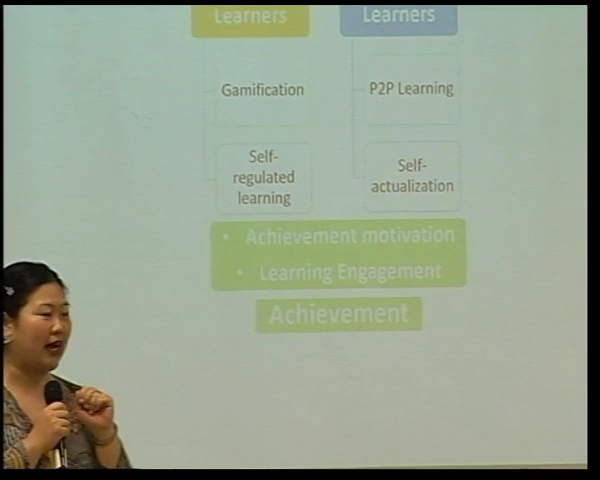 Learners
Learners
Gamification
P2P Learning
Self-
regulated
learning
Self-
actualization
• Achievement motivation
• Learning Engagement
Achievement